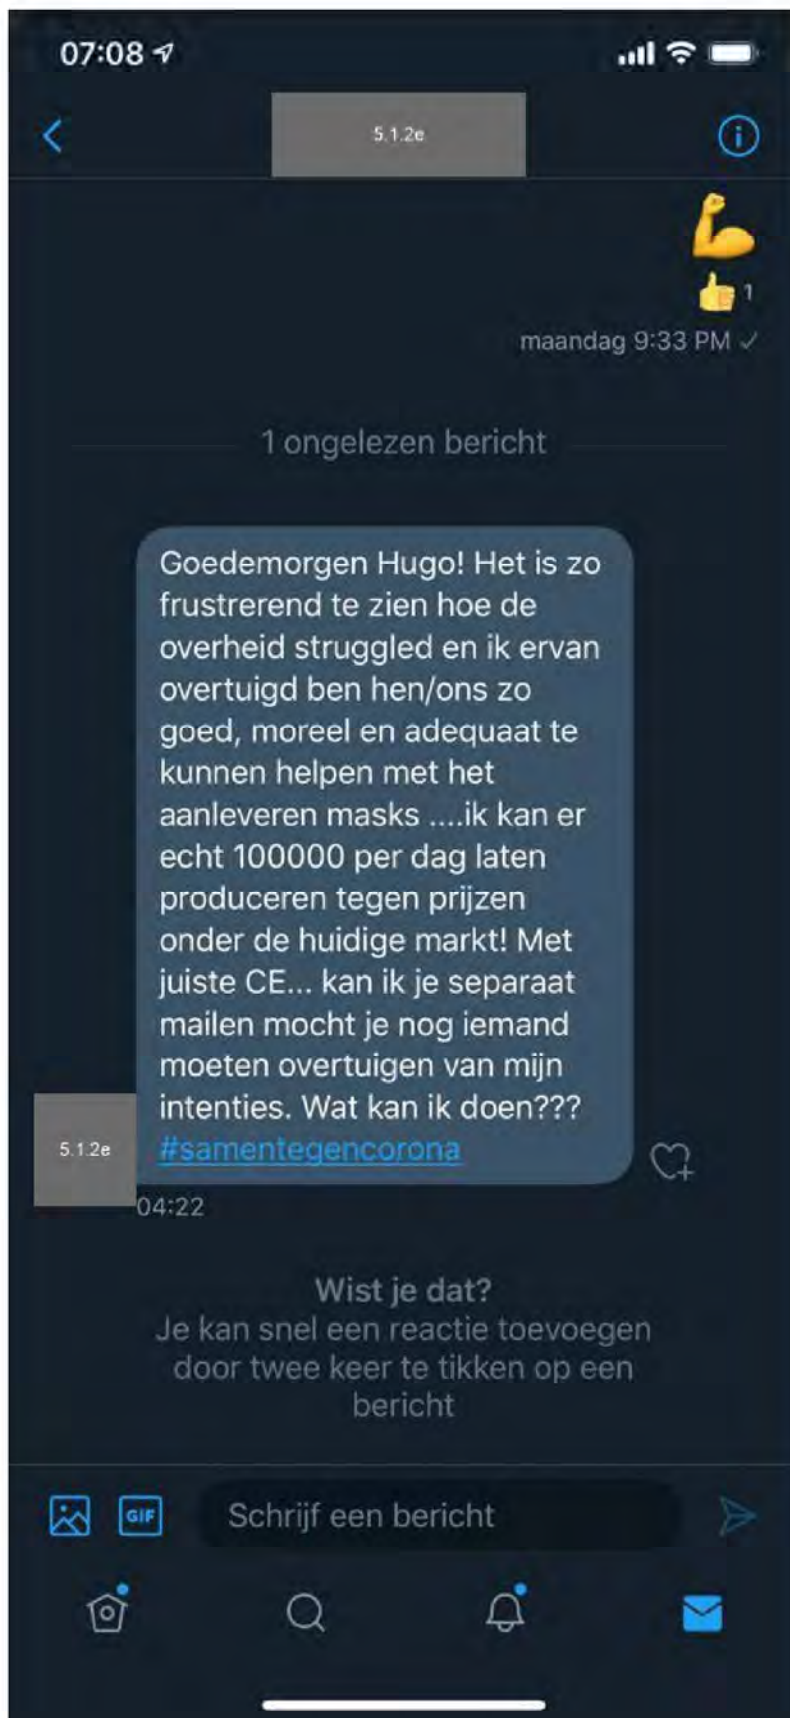 07:08
5.1.2e
1
maandag 9:33 PM
1 ongelezen bericht
Goedemorgen Hugo! Het is zo
frustrerend te zien hoe de
overheid struggled en ik ervan
overtuigd ben hen/ons zo
goed, moreel en adequaat te
kunnen helpen met het
aanleveren masks ....ik kan er
echt 100000 per dag laten
produceren tegen prijzen
onder de huidige markt! Met
juiste CE... kan ik je separaat
mailen mocht je nog iemand
moeten overtuigen van mijn
intenties. Wat kan ik doen???
#samentegencorona
5.1.2e
04:22
Wist je dat?
Je kan snel een reactie toevoegen
door twee keer te tikken op een
bericht
GIF
Schrijf een bericht